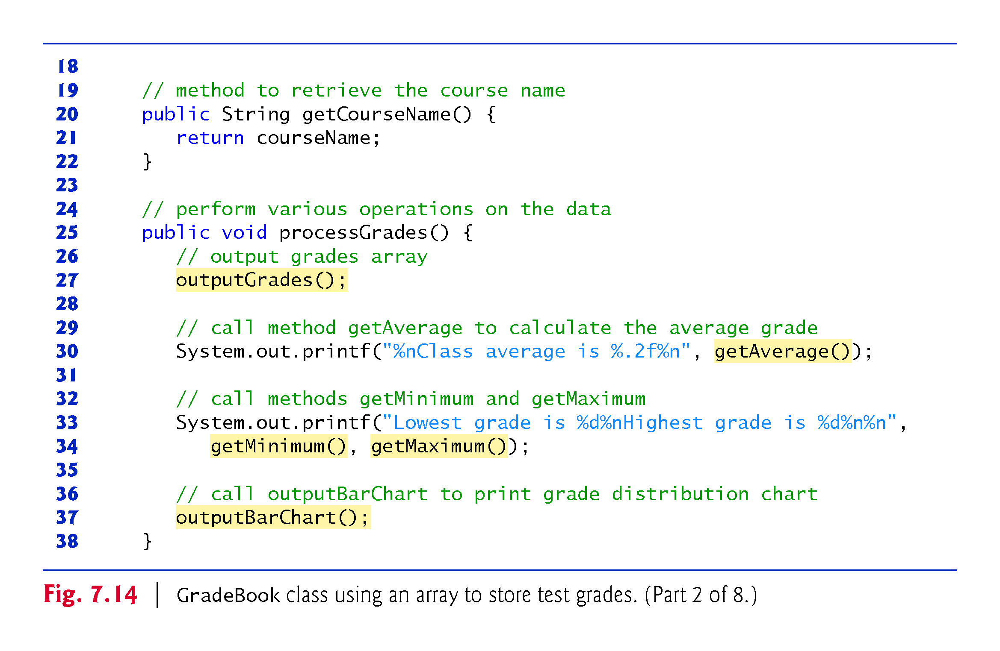 18
19 // method to retrieve the course name
20 public String getCourseName() {
21 return courseName;
22 }
23
24 // perform various operations on the data
25 public void processGrades() {
26 // output grades array
27 outputGrades();
28
29 // call method getAverage to calculate the average grade
30 System.out.printf("%nClass average is %.2f%n", getAverage());
31
32 // call methods getMinimum and getMaximum
33 System.out.printf("Lowest grade is %d%nHighest grade is %d%n%n",
34 getMinimum(), getMaximum());
35
36 // call outputBarChart to print grade distribution chart
37 outputBarChart();
38 }
Fig. 7.14 | GradeBook class using an array to store test grades. (Part 2 of 8.)